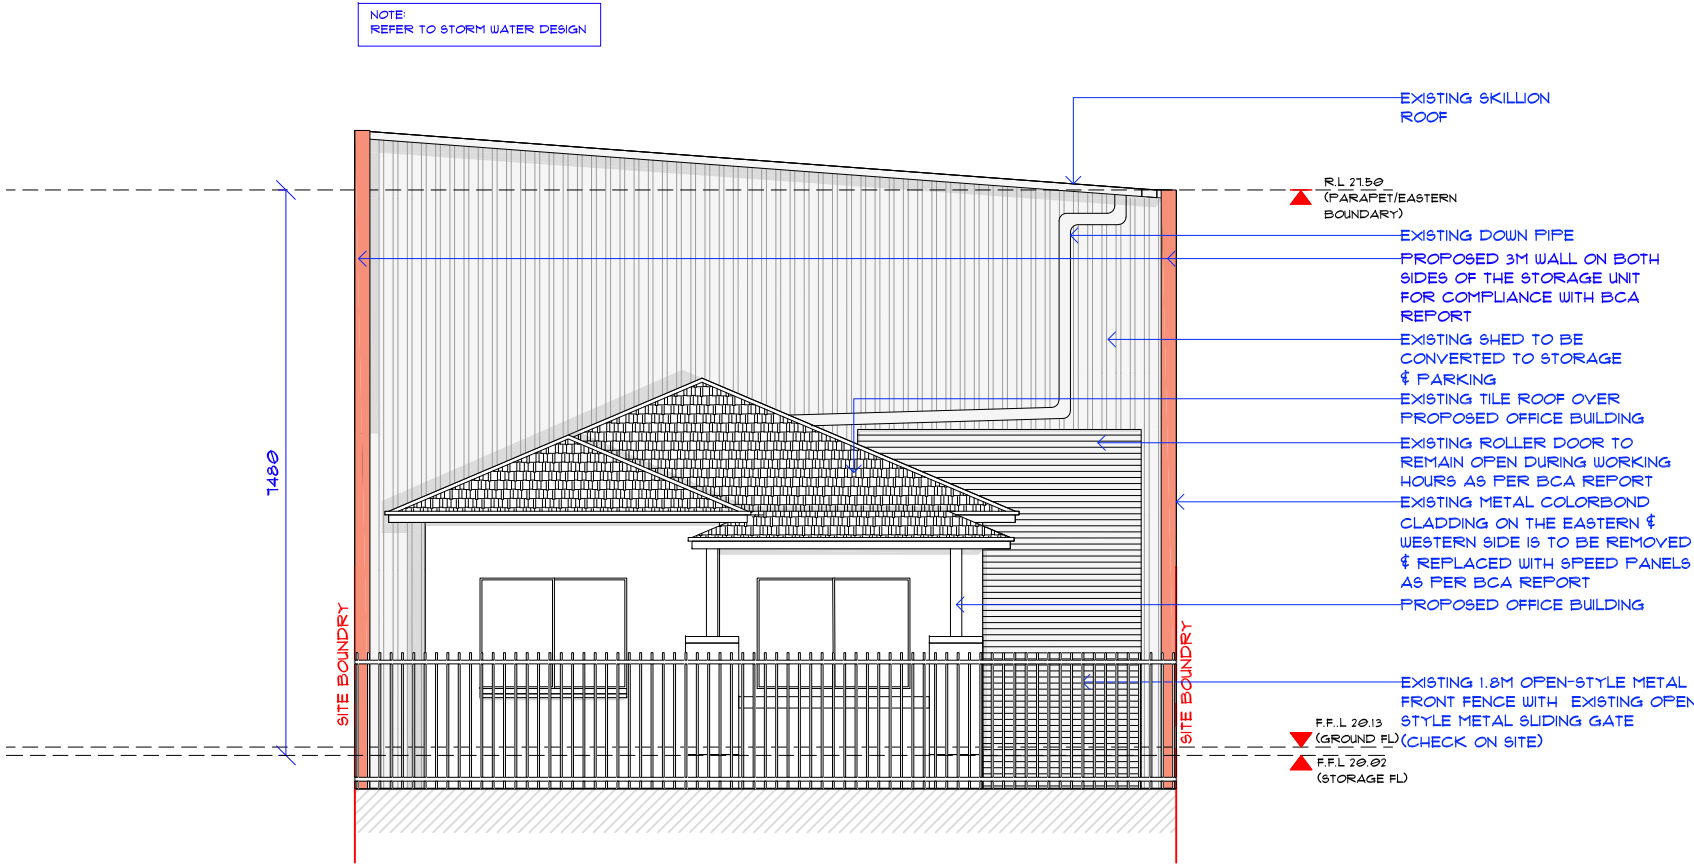 NOTE:
REFER TO STORM WATER DESIGN
EXISTING SKILLION
ROOF
R.L 27.50
(PARAPET/EASTERN
BOUNDARY)
EXISTING DOWN PIPE
PROPOSED 3M WALL ON BOTH
SIDES OF THE STORAGE UNIT
FOR COMPLIANCE WITH BCA
REPORT
EXISTING SHED TO BE
CONVERTED TO STORAGE
& PARKING
EXISTING TILE ROOF OVER
PROPOSED OFFICE BUILDING
EXISTING ROLLER DOOR TO
REMAIN OPEN DURING WORKING
HOURS AS PER BCA REPORT
EXISTING METAL COLORBOND
CLADDING ON THE EASTERN &
WESTERN SIDE IS TO BE REMOVED
& REPLACED WITH SPEED PANELS
AS PER BCA REPORT
PROPOSED OFFICE BUILDING
EXISTING 1.8M OPEN-STYLE METAL
FRONT FENCE WITH EXISTING OPEN
STYLE METAL SLIDING GATE
(CHECK ON SITE)
7480
SITE BOUNDRY
SITE BOUNDRY
F.F..L 20.13
(GROUND FL)
F.F.L 20.02
(STORAGE FL)